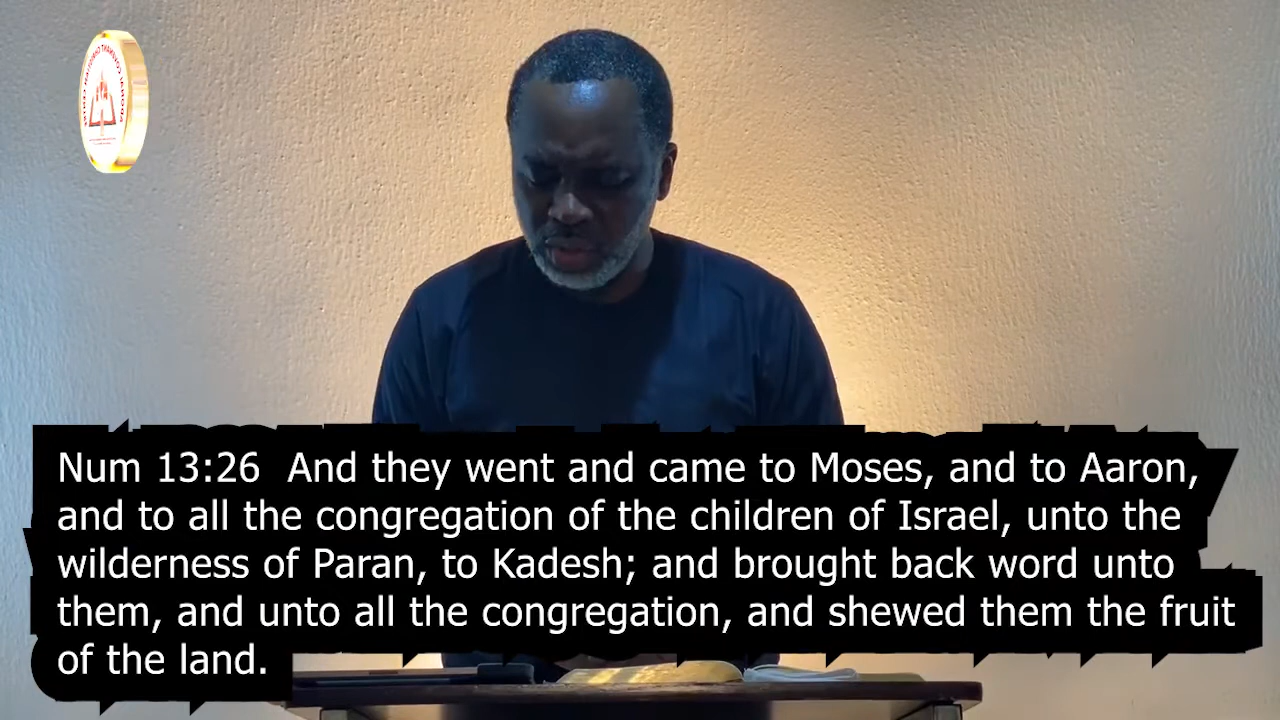 Num 13:26  And they went and came to Moses, and to Aaron,
and to all the congregation of the children of Israel, unto the
wilderness of Paran, to Kadesh; and brought back word unto
them, and unto all the congregation, and shewed them the fruit
of the land.